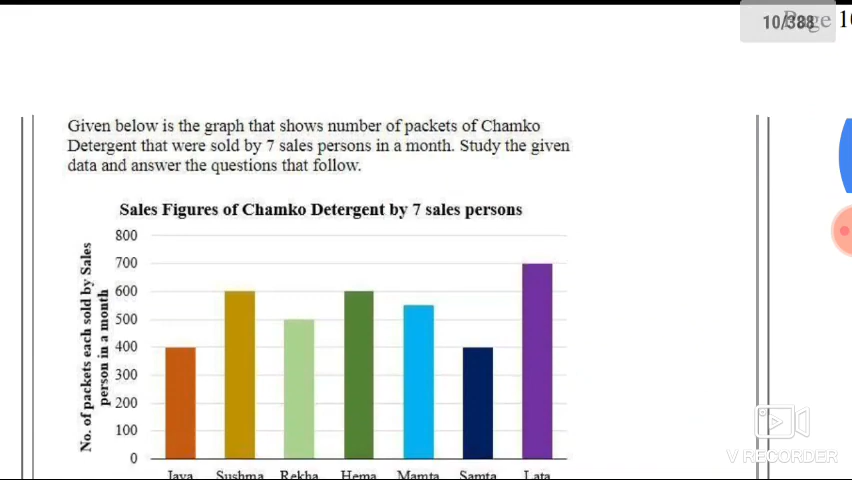 10/388
Page 10
Given below is the graph that shows number of packets of Chamko
Detergent that were sold by 7 sales persons in a month. Study the given
data and answer the questions that follow.
Sales Figures of Chamko Detergent by 7 sales persons
No. of packets each sold by Sales
person in a month
800
700
600
500
400
300
200
100
0
Jaya Sushma Rekha Hema Mamta Samta Lata
V RECORDER